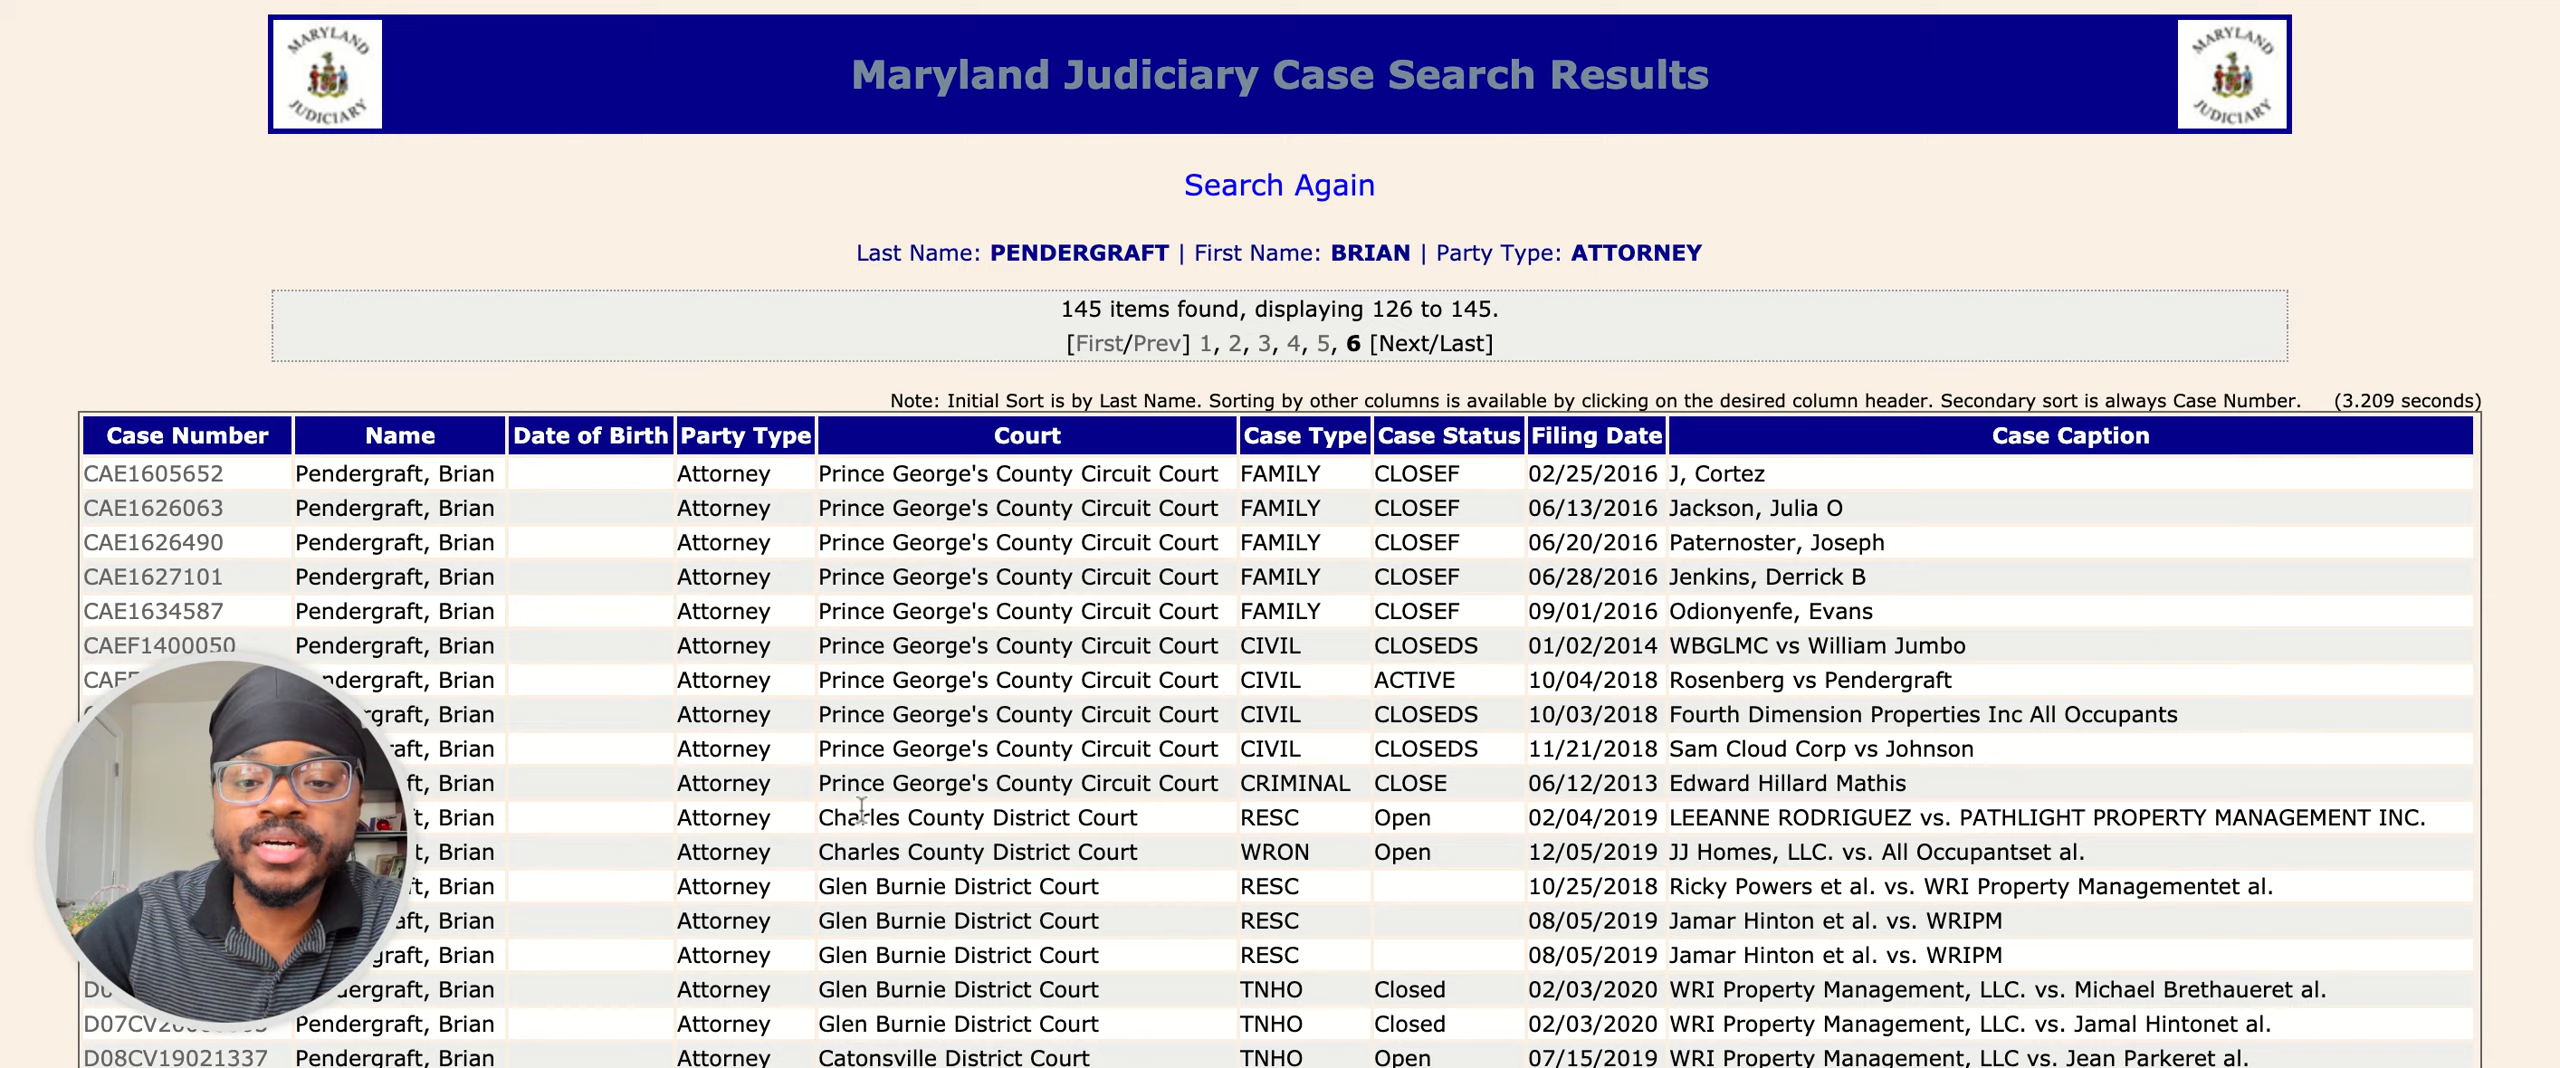 MARYLAND JUDICIARY
Maryland Judiciary Case Search Results
MARYLAND JUDICIARY
Search Again
Last Name: PENDERGRAFT | First Name: BRIAN | Party Type: ATTORNEY
145 items found, displaying 126 to 145.
[First/Prev] 1, 2, 3, 4, 5, 6 [Next/Last]
Note: Initial Sort is by Last Name. Sorting by other columns is available by clicking on the desired column header. Secondary sort is always Case Number. (3.209 seconds)
Case Number Name Date of Birth Party Type Court Case Type Case Status Filing Date Case Caption
CAE1605652 Pendergraft, Brian Attorney Prince George's County Circuit Court FAMILY CLOSEF 02/25/2016 J, Cortez
CAE1626063 Pendergraft, Brian Attorney Prince George's County Circuit Court FAMILY CLOSEF 06/13/2016 Jackson, Julia O
CAE1626490 Pendergraft, Brian Attorney Prince George's County Circuit Court FAMILY CLOSEF 06/20/2016 Paternoster, Joseph
CAE1627101 Pendergraft, Brian Attorney Prince George's County Circuit Court FAMILY CLOSEF 06/28/2016 Jenkins, Derrick B
CAE1634587 Pendergraft, Brian Attorney Prince George's County Circuit Court FAMILY CLOSEF 09/01/2016 Odionyenfe, Evans
CAEF1400050 Pendergraft, Brian Attorney Prince George's County Circuit Court CIVIL CLOSEDS 01/02/2014 WBGLMC vs William Jumbo
ndergraft, Brian Attorney Prince George's County Circuit Court CIVIL ACTIVE 10/04/2018 Rosenberg vs Pendergraft
rgraft, Brian Attorney Prince George's County Circuit Court CIVIL CLOSEDS 10/03/2018 Fourth Dimension Properties Inc All Occupants
raft, Brian Attorney Prince George's County Circuit Court CIVIL CLOSEDS 11/21/2018 Sam Cloud Corp vs Johnson
ft, Brian Attorney Prince George's County Circuit Court CRIMINAL CLOSE 06/12/2013 Edward Hillard Mathis
t, Brian Attorney Charles County District Court RESC Open 02/04/2019 LEEANNE RODRIGUEZ vs. PATHLIGHT PROPERTY MANAGEMENT INC.
t, Brian Attorney Charles County District Court WRON Open 12/05/2019 JJ Homes, LLC. vs. All Occupantset al.
ft, Brian Attorney Glen Burnie District Court RESC 10/25/2018 Ricky Powers et al. vs. WRI Property Managementet al.
aft, Brian Attorney Glen Burnie District Court RESC 08/05/2019 Jamar Hinton et al. vs. WRIPM
graft, Brian Attorney Glen Burnie District Court RESC 08/05/2019 Jamar Hinton et al. vs. WRIPM
dergraft, Brian Attorney Glen Burnie District Court TNHO Closed 02/03/2020 WRI Property Management, LLC. vs. Michael Brethaueret al.
Pendergraft, Brian Attorney Glen Burnie District Court TNHO Closed 02/03/2020 WRI Property Management, LLC. vs. Jamal Hintonet al.
D08CV19021337 Pendergraft, Brian Attorney Catonsville District Court TNHO Open 07/15/2019 WRI Property Management, LLC vs. Jean Parkeret al.